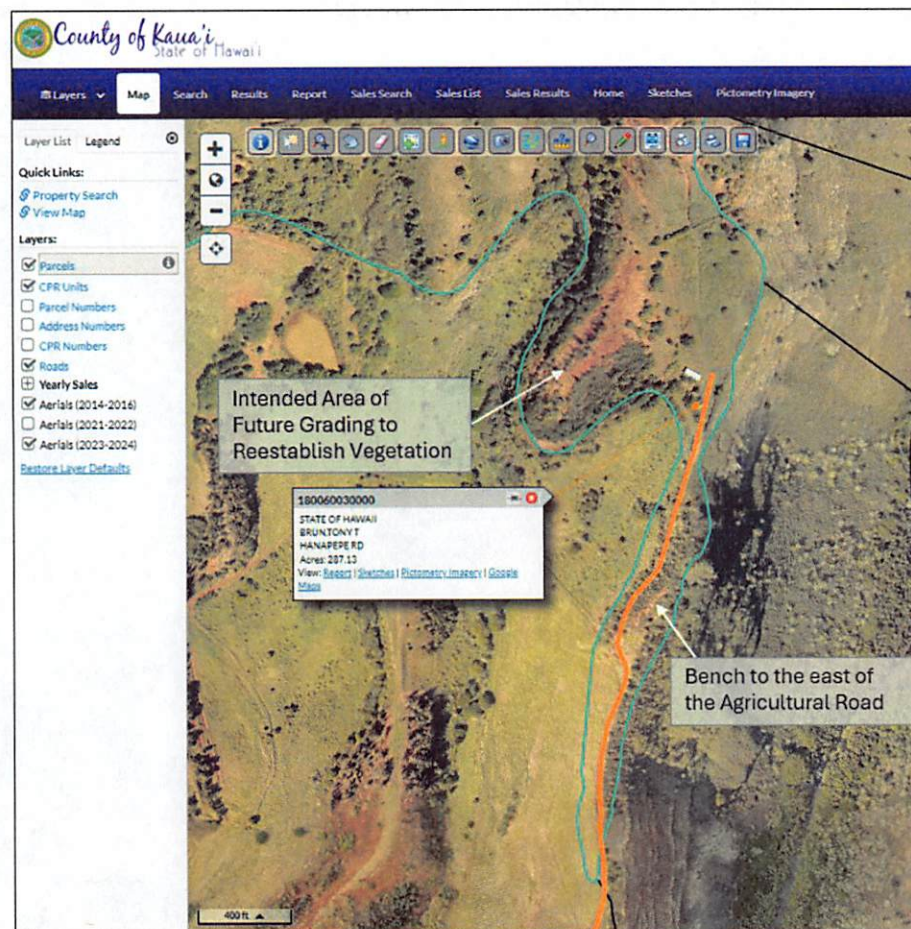 County of Kaua'i
State of Hawai'i
Layers
Map
Search
Results
Report
Sales Search
Sales List
Sales Results
Home
Sketches
Pictometry Imagery
Layer List
Legend
Quick Links:
Property Search
View Map
Layers:
Parcels
CPR Units
Parcel Numbers
Address Numbers
CPR Numbers
Roads
Yearly Sales
Aerials (2014-2016)
Aerials (2021-2022)
Aerials (2023-2024)
Restore Layer Defaults
Intended Area of
Future Grading to
Reestablish Vegetation
180060030000
STATE OF HAWAII
BRUN,TONY T
HANAPEPE RD
Acres: 287.13
View: Report | Sketches | Pictometry Imagery | Google
Maps
Bench to the east of
the Agricultural Road
400 ft